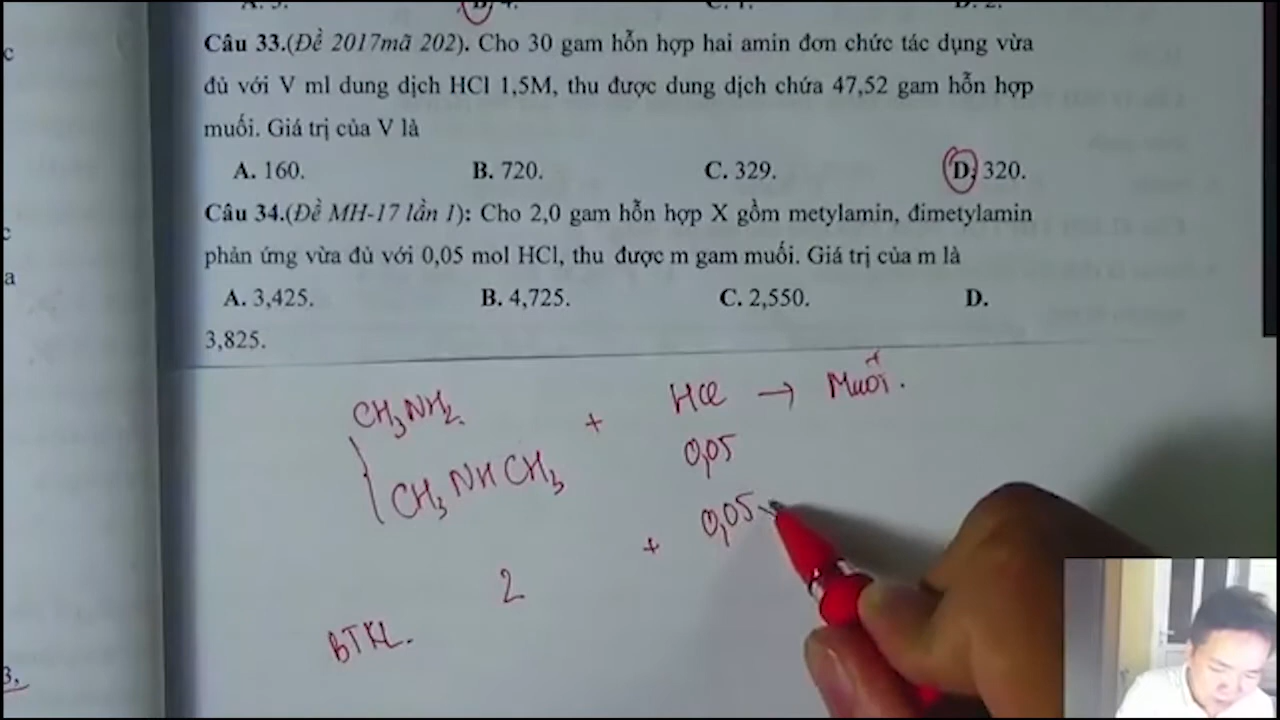 D. 4.
Câu 33.(Đề 2017mã 202). Cho 30 gam hỗn hợp hai amin đơn chức tác dụng vừa
đủ với V ml dung dịch HCl 1,5M, thu được dung dịch chứa 47,52 gam hỗn hợp
muối. Giá trị của V là
A. 160. B. 720. C. 329. D. 320.
Câu 34.(Đề MH-17 lần 1): Cho 2,0 gam hỗn hợp X gồm metylamin, đimetylamin
phản ứng vừa đủ với 0,05 mol HCl, thu được m gam muối. Giá trị của m là
A. 3,425. B. 4,725. C. 2,550. D.
3,825.
CH3NH2 + HCl → Muối.
CH3NHCH3 0,05
2 + 0,05
BTKL.
c
c
a
3.